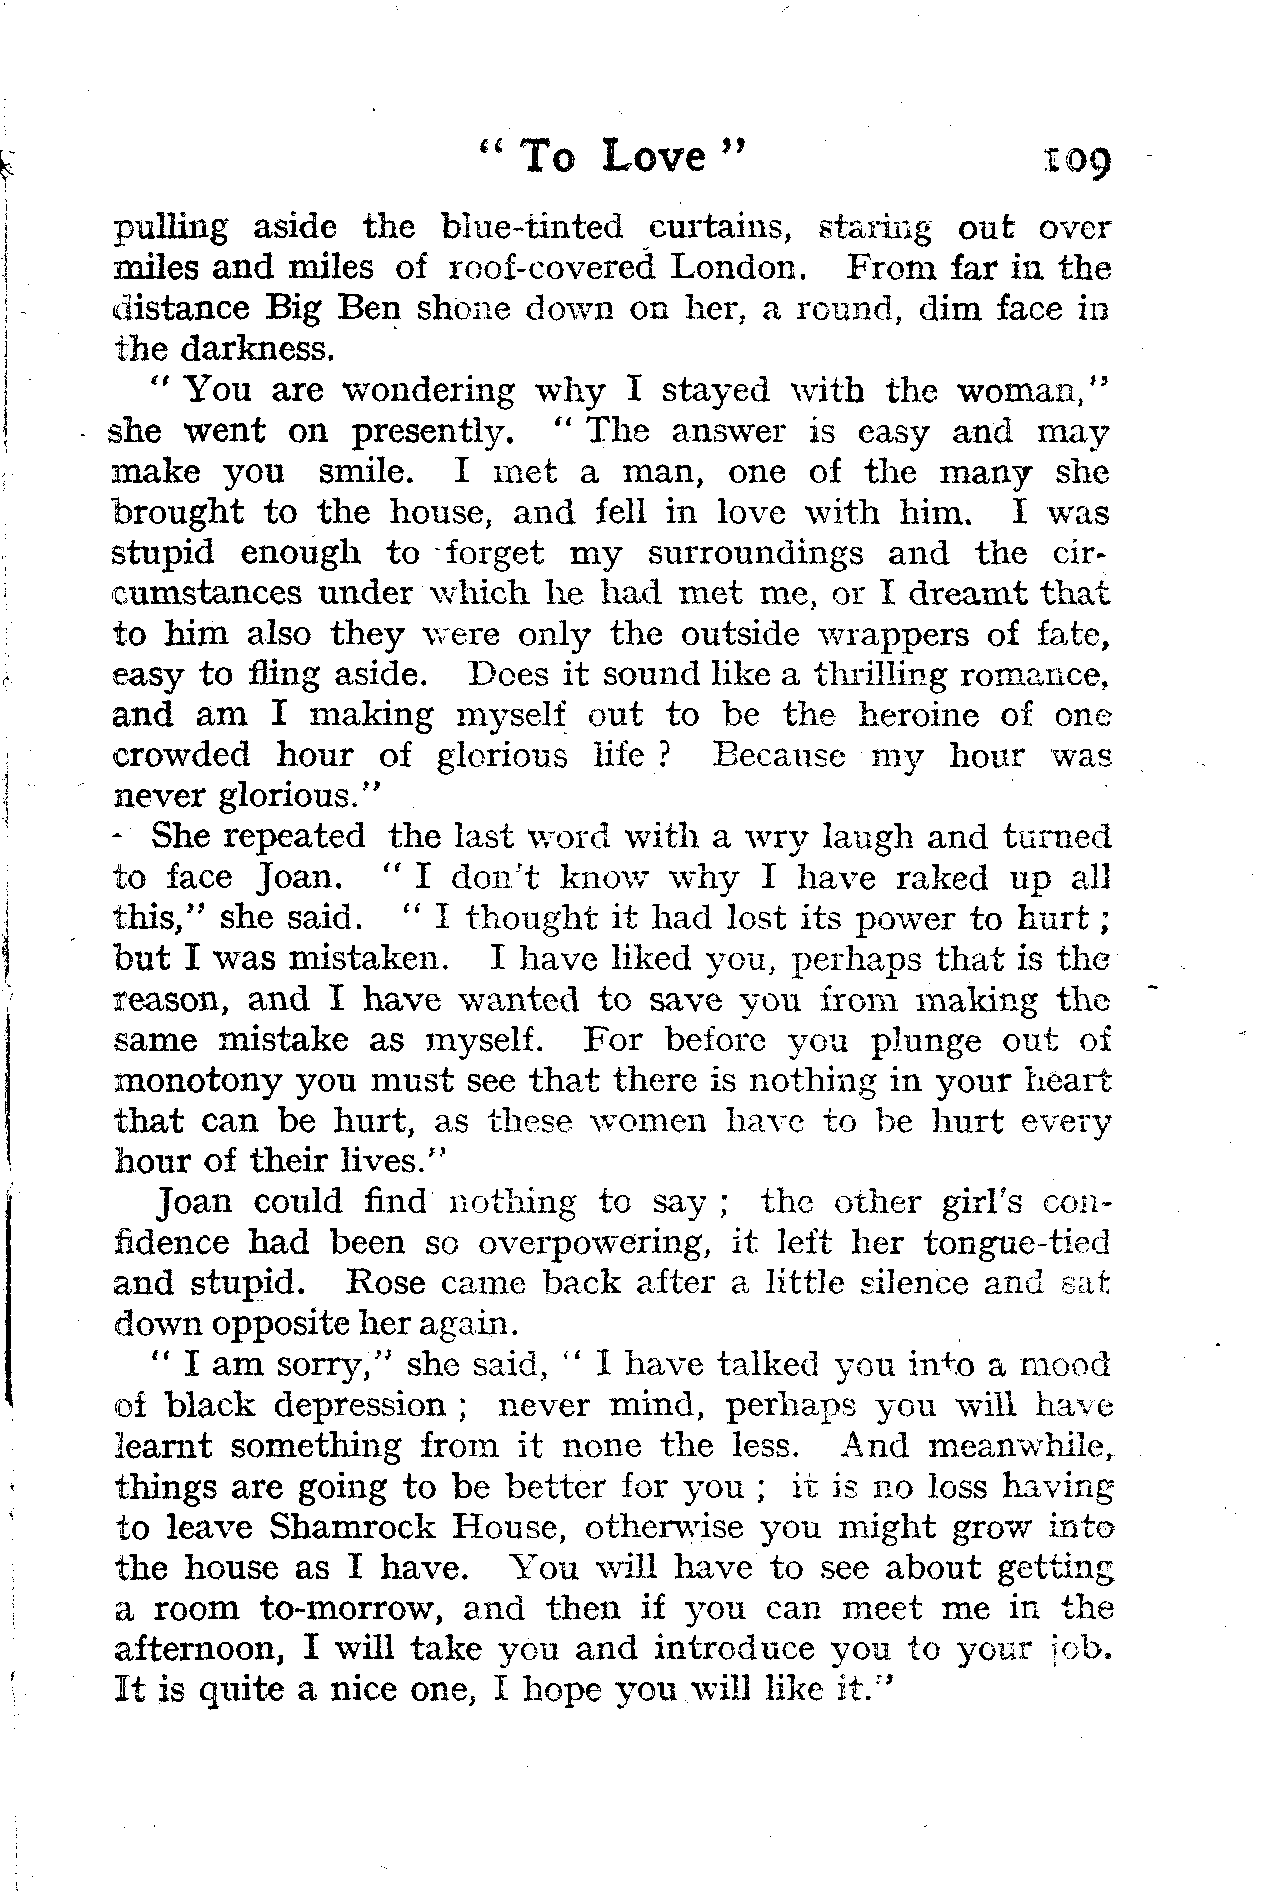 “ To Love ” 109
pulling aside the blue-tinted curtains, staring out over
miles and miles of roof-covered London. From far in the
distance Big Ben shone down on her, a round, dim face in
the darkness.
“ You are wondering why I stayed with the woman,”
she went on presently. “ The answer is easy and may
make you smile. I met a man, one of the many she
brought to the house, and fell in love with him. I was
stupid enough to forget my surroundings and the cir-
cumstances under which he had met me, or I dreamt that
to him also they were only the outside wrappers of fate,
easy to fling aside. Does it sound like a thrilling romance,
and am I making myself out to be the heroine of one
crowded hour of glorious life ? Because my hour was
never glorious.”
She repeated the last word with a wry laugh and turned
to face Joan. “ I don't know why I have raked up all
this,” she said. “ I thought it had lost its power to hurt ;
but I was mistaken. I have liked you, perhaps that is the
reason, and I have wanted to save you from making the
same mistake as myself. For before you plunge out of
monotony you must see that there is nothing in your heart
that can be hurt, as these women have to be hurt every
hour of their lives.”
Joan could find nothing to say ; the other girl's con-
fidence had been so overpowering, it left her tongue-tied
and stupid. Rose came back after a little silence and sat
down opposite her again.
“ I am sorry,” she said, “ I have talked you into a mood
of black depression ; never mind, perhaps you will have
learnt something from it none the less. And meanwhile,
things are going to be better for you ; it is no loss having
to leave Shamrock House, otherwise you might grow into
the house as I have. You will have to see about getting
a room to-morrow, and then if you can meet me in the
afternoon, I will take you and introduce you to your job.
It is quite a nice one, I hope you will like it.”